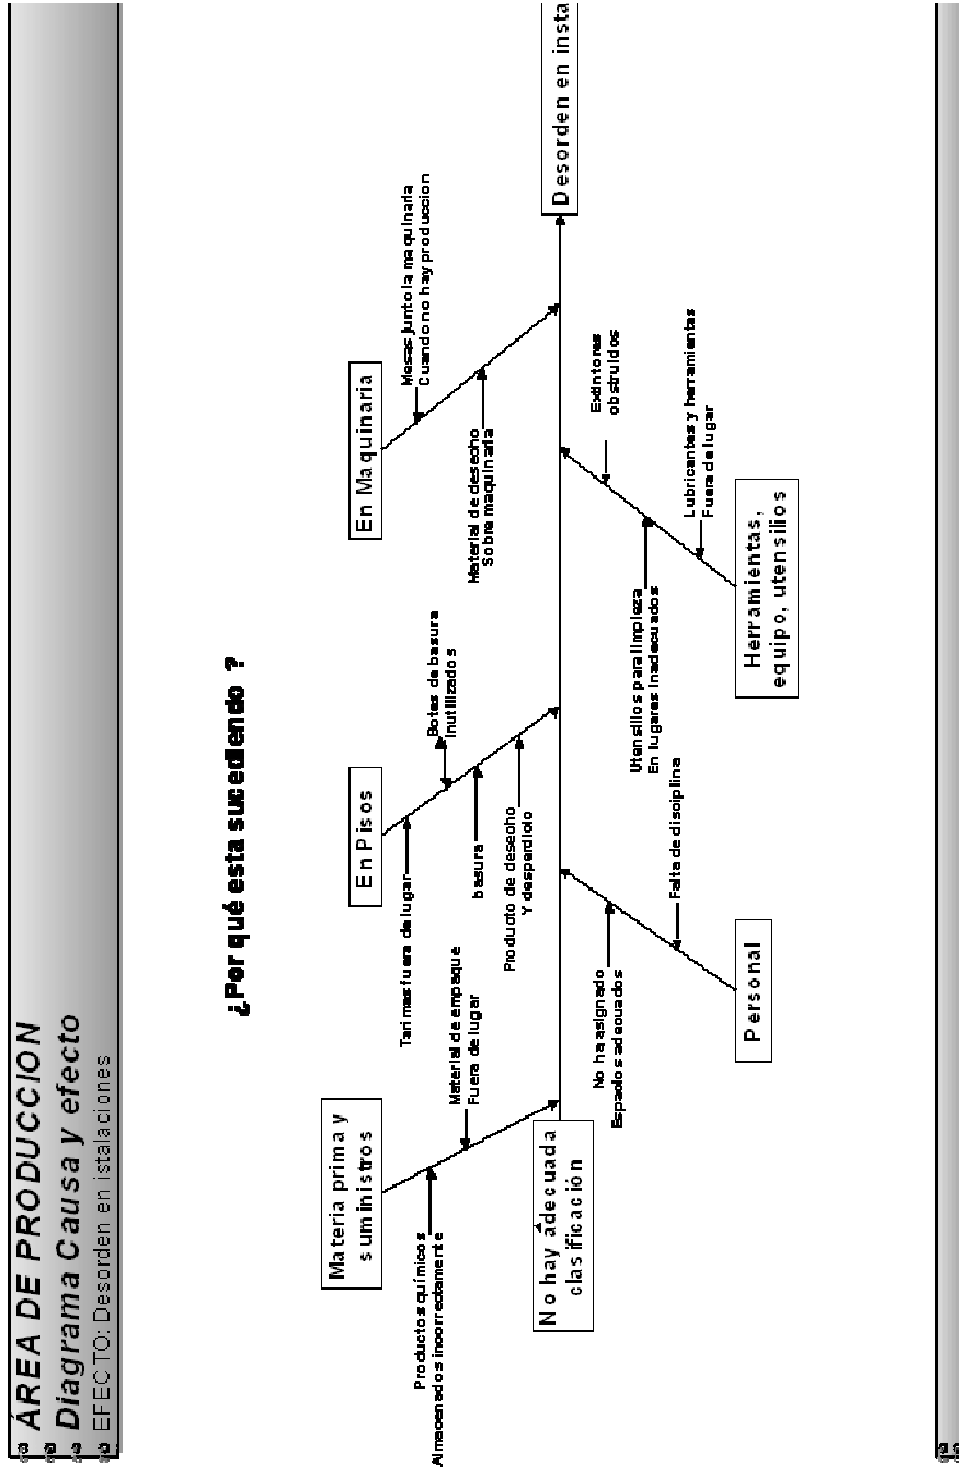 ÁREA DE PRODUCCION
Diagrama Causa y efecto
EFECTO: Desorden en istalaciones
¿Por qué esta sucediendo ?
Materia prima y
suministros
Productos químicos
Almacenados incorrectamente
Material de empaque
Fuera de lugar
En Pisos
Tarimas fuera de lugar
Botes de basura
inutilizados
basura
Producto de desecho
Y desperdicio
En Maquinaria
Mesas junto la maquinaria
Cuando no hay produccion
Material de desecho
Sobre maquinaria
No hay adecuada
clasificación
Desorden en insta
No ha asignado
Espacios adecuados
Falta de disciplina
Personal
Extintores
obstruidos
Utensilios para limpieza
En lugares inadecuados
Lubricantes y herramientas
Fuera de lugar
Herramientas,
equipo, utensilios